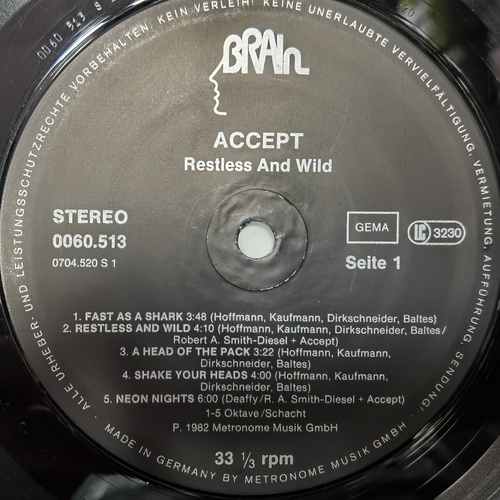 BRAIN
ACCEPT
Restless And Wild
STEREO
0060.513
0704.520 S 1
GEMA
LC 3230
Seite 1
1. FAST AS A SHARK 3:48 (Hoffmann, Kaufmann, Dirkschneider, Baltes)
2. RESTLESS AND WILD 4:10 (Hoffmann, Kaufmann, Dirkschneider, Baltes/
Robert A. Smith-Diesel + Accept)
3. A HEAD OF THE PACK 3:22 (Hoffmann, Kaufmann,
Dirkschneider, Baltes)
4. SHAKE YOUR HEADS 4:00 (Hoffmann, Kaufmann,
Dirkschneider, Baltes)
5. NEON NIGHTS 6:00 (Deaffy/R. A. Smith-Diesel + Accept)
1-5 Oktave/Schacht
P. 1982 Metronome Musik GmbH
33 1/3 rpm
ALLE URHEBER- UND LEISTUNGSSCHUTZRECHTE VORBEHALTEN. KEIN VERLEIH! KEINE UNERLAUBTE VERVIELFÄLTIGUNG, VERMIETUNG, AUFFÜHRUNG, SENDUNG!
MADE IN GERMANY BY METRONOME MUSIK GMBH